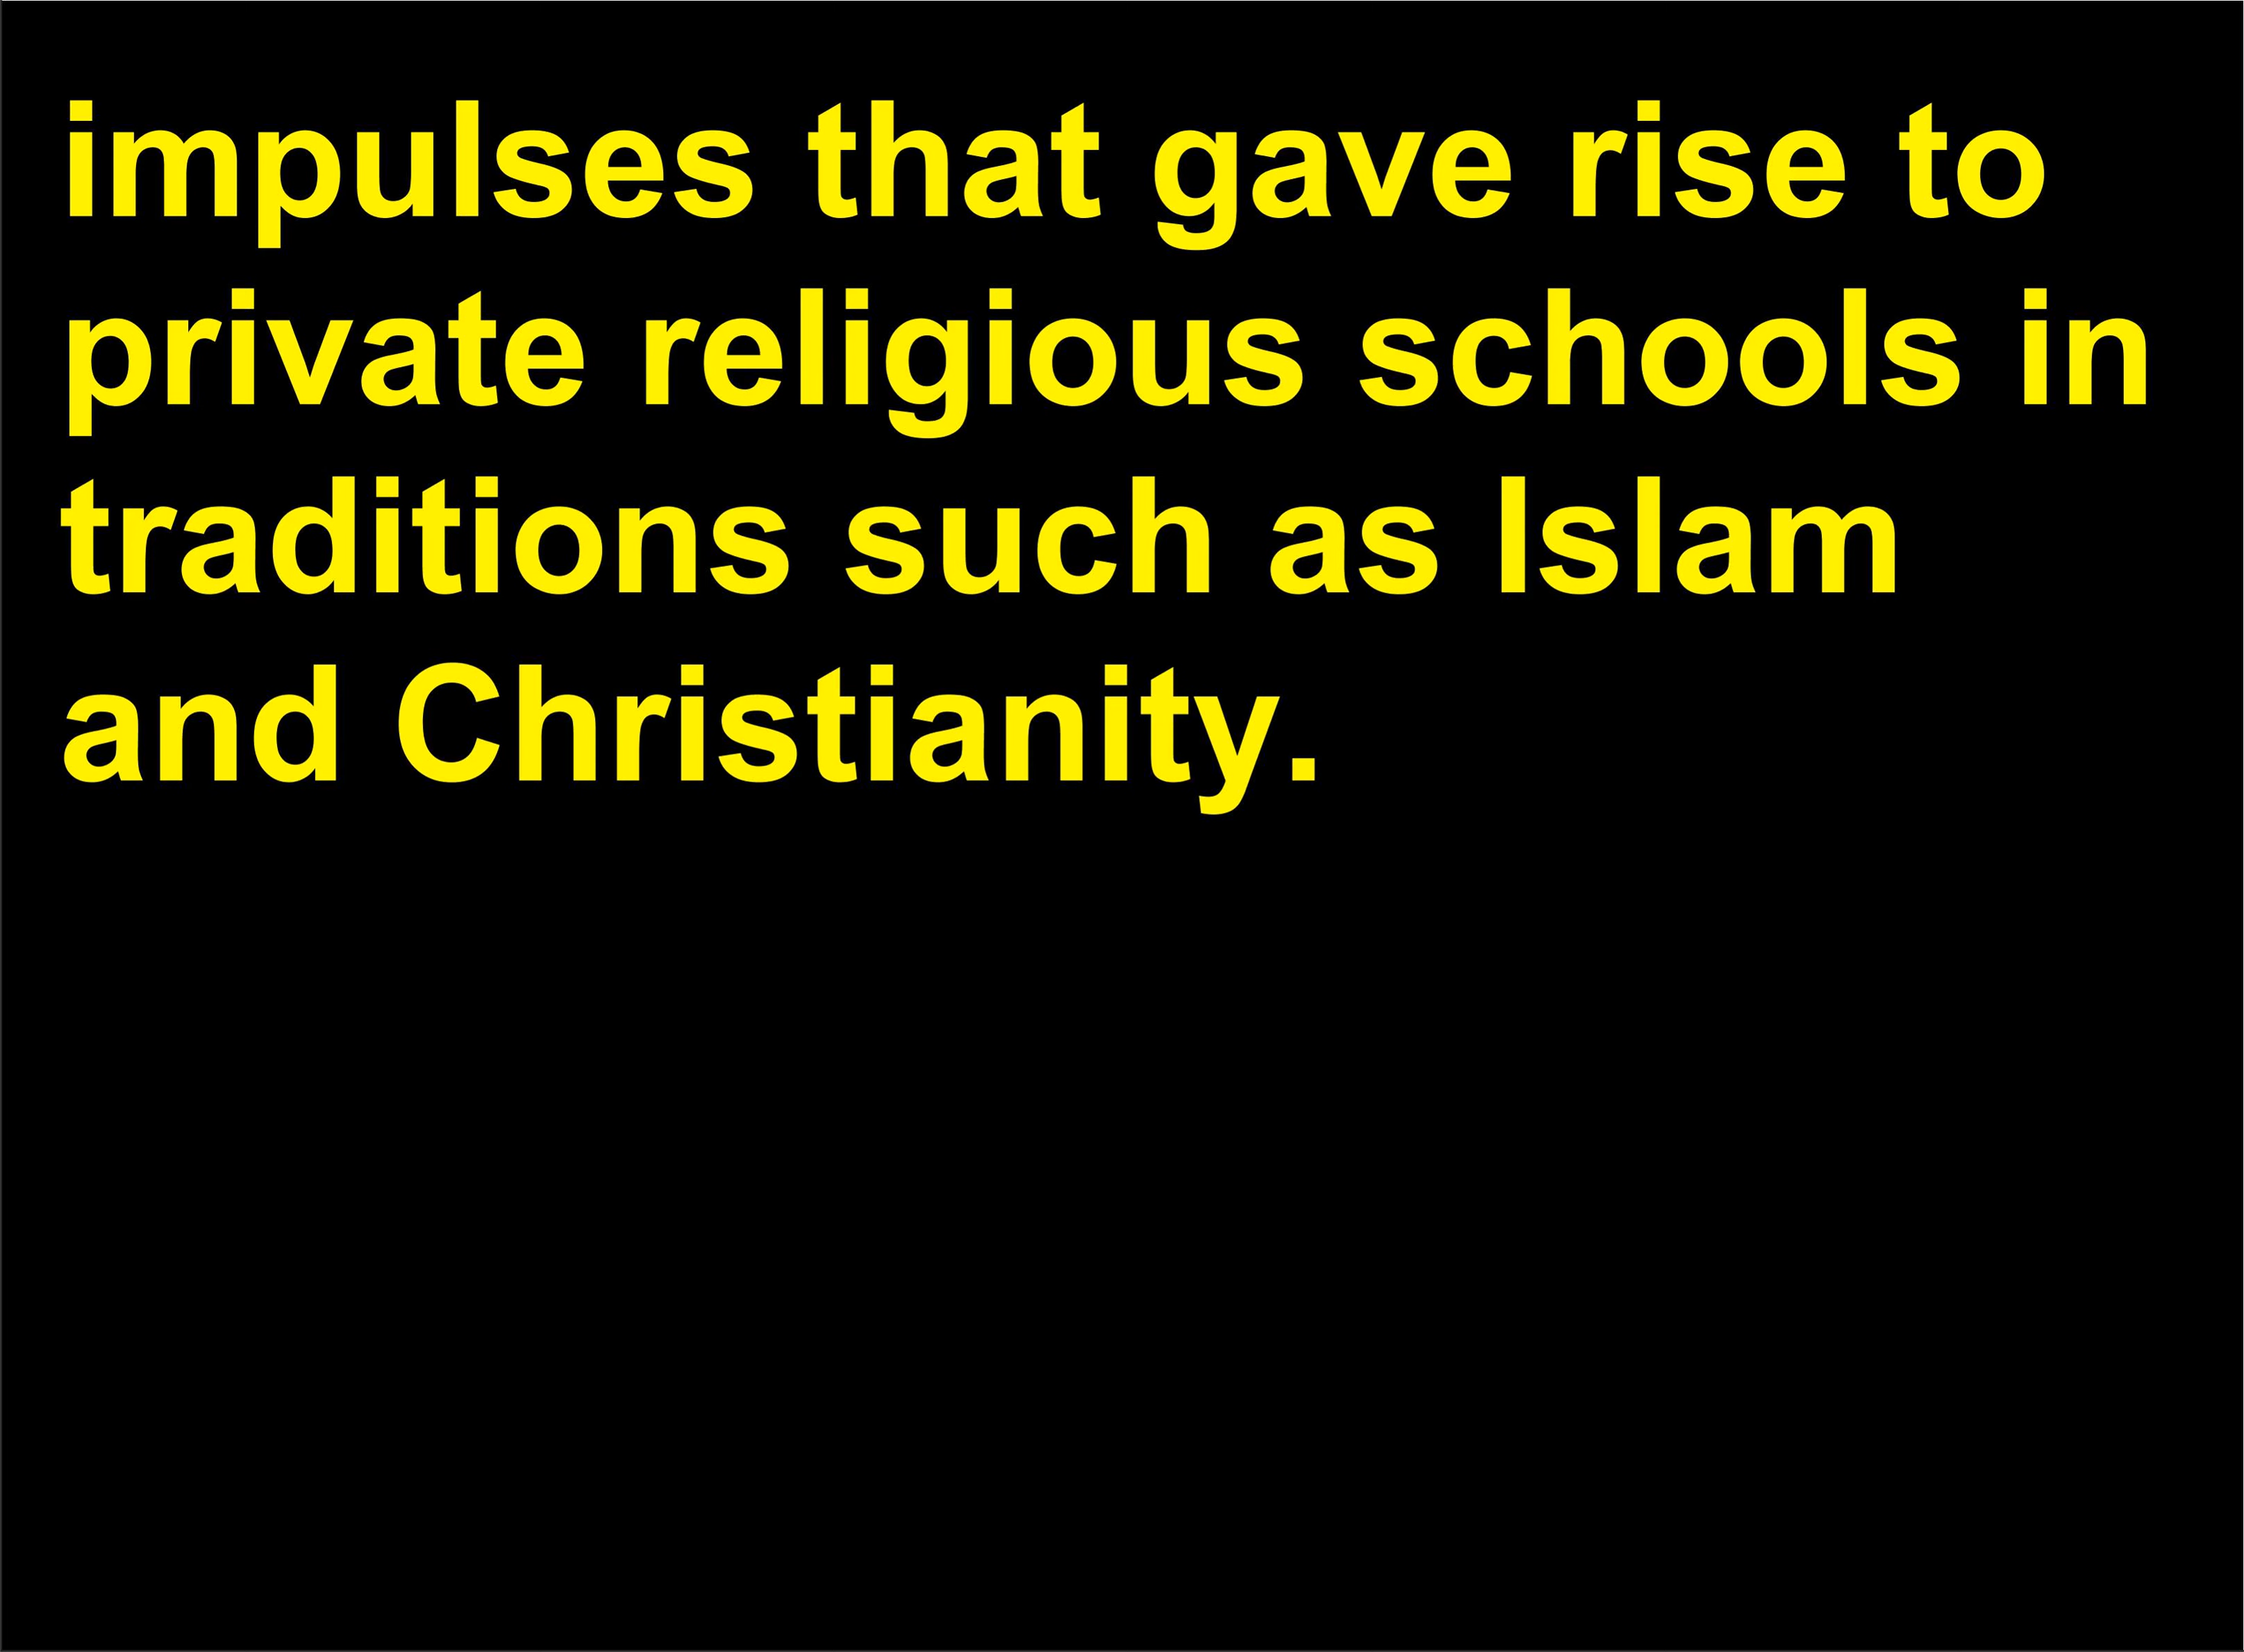 impulses that gave rise to
private religious schools in
traditions such as Islam
and Christianity.